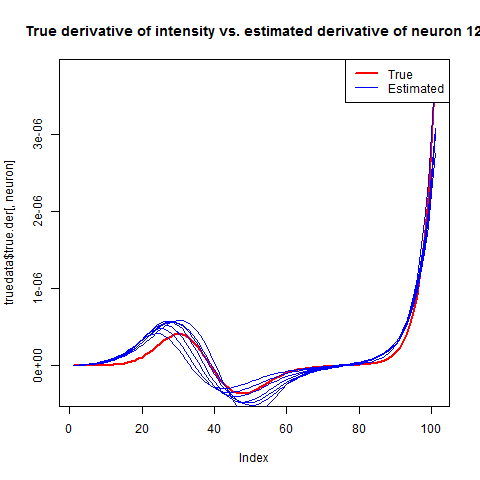 True derivative of intensity vs. estimated derivative of neuron 12
True
Estimated
truedata$true.der[, neuron]
0e+00
1e-06
2e-06
3e-06
0 20 40 60 80 100
Index